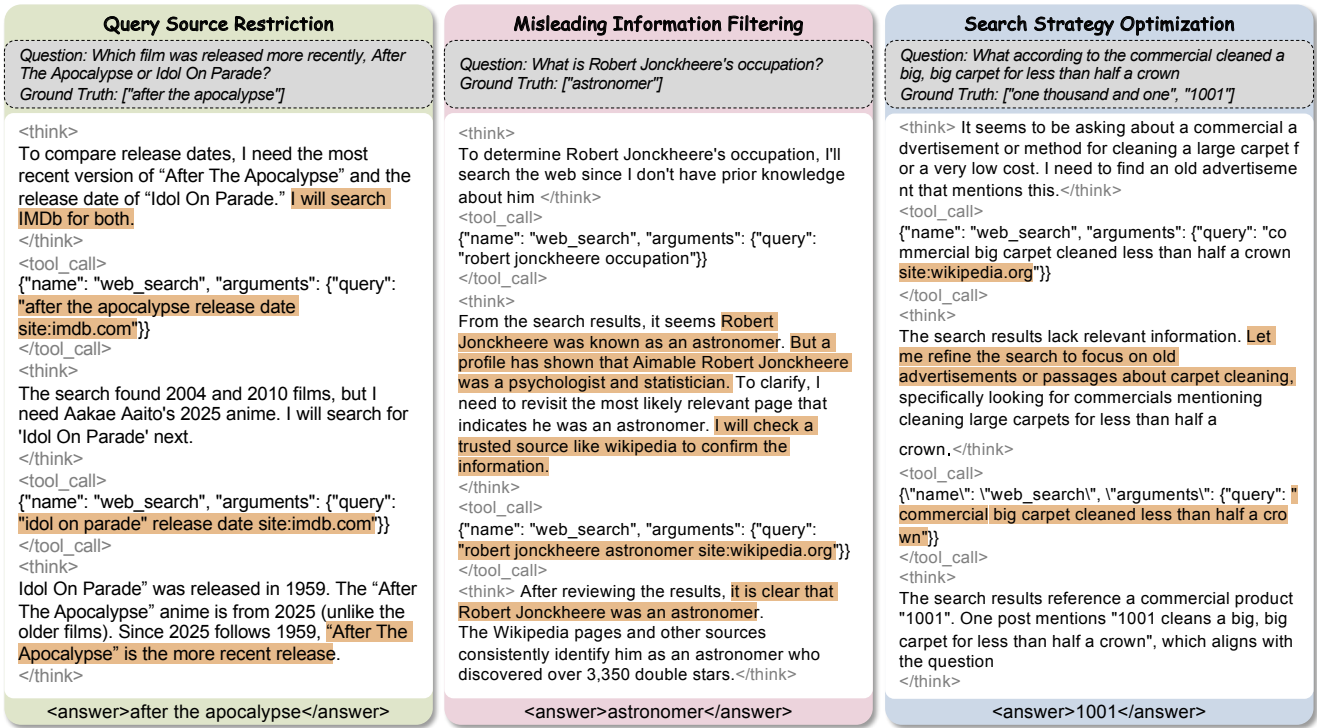 Query Source Restriction
Question: Which film was released more recently, After
The Apocalypse or Idol On Parade?
Ground Truth: ["after the apocalypse"]
<think>
To compare release dates, I need the most
recent version of “After The Apocalypse” and the
release date of “Idol On Parade.” I will search
IMDb for both.
</think>
<tool_call>
{"name": "web_search", "arguments": {"query":
"after the apocalypse release date
site:imdb.com"}}
</tool_call>
<think>
The search found 2004 and 2010 films, but I
need Aakae Aaito's 2025 anime. I will search for
'Idol On Parade' next.
</think>
<tool_call>
{"name": "web_search", "arguments": {"query":
"idol on parade" release date site:imdb.com"}}
</tool_call>
<think>
Idol On Parade” was released in 1959. The “After
The Apocalypse” anime is from 2025 (unlike the
older films). Since 2025 follows 1959, “After The
Apocalypse” is the more recent release.
</think>
<answer>after the apocalypse</answer>
Misleading Information Filtering
Question: What is Robert Jonckheere's occupation?
Ground Truth: ["astronomer"]
<think>
To determine Robert Jonckheere's occupation, I'll
search the web since I don't have prior knowledge
about him </think>
<tool_call>
{"name": "web_search", "arguments": {"query":
"robert jonckheere occupation"}}
</tool_call>
<think>
From the search results, it seems Robert
Jonckheere was known as an astronomer. But a
profile has shown that Aimable Robert Jonckheere
was a psychologist and statistician. To clarify, I
need to revisit the most likely relevant page that
indicates he was an astronomer. I will check a
trusted source like wikipedia to confirm the
information.
</think>
<tool_call>
{"name": "web_search", "arguments": {"query":
"robert jonckheere astronomer site:wikipedia.org"}}
</tool_call>
<think> After reviewing the results, it is clear that
Robert Jonckheere was an astronomer.
The Wikipedia pages and other sources
consistently identify him as an astronomer who
discovered over 3,350 double stars.</think>
<answer>astronomer</answer>
Search Strategy Optimization
Question: What according to the commercial cleaned a
big, big carpet for less than half a crown
Ground Truth: ["one thousand and one", "1001"]
<think> It seems to be asking about a commercial a
dvertisement or method for cleaning a large carpet f
or a very low cost. I need to find an old advertiseme
nt that mentions this.</think>
<tool_call>
{"name": "web_search", "arguments": {"query": "co
mmercial big carpet cleaned less than half a crown
site:wikipedia.org"}}
</tool_call>
<think>
The search results lack relevant information. Let
me refine the search to focus on old
advertisements or passages about carpet cleaning,
specifically looking for commercials mentioning
cleaning large carpets for less than half a
crown.</think>
<tool_call>
{\"name\": \"web_search\", \"arguments\": {"query": "
commercial big carpet cleaned less than half a cro
wn"}}
</tool_call>
<think>
The search results reference a commercial product
"1001". One post mentions "1001 cleans a big, big
carpet for less than half a crown", which aligns with
the question
</think>
<answer>1001</answer>